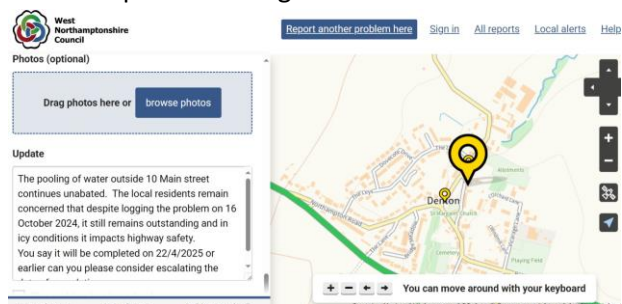 West
Northamptonshire
Council
Report another problem here Sign in All reports Local alerts Help
Photos (optional)
Drag photos here or browse photos
Update
The pooling of water outside 10 Main street
continues unabated. The local residents remain
concerned that despite logging the problem on 16
October 2024, it still remains outstanding and in
icy conditions it impacts highway safety.
You say it will be completed on 22/4/2025 or
earlier can you please consider escalating the
Denton
Northampton Road
Allotments
Playing Field
You can move around with your keyboard